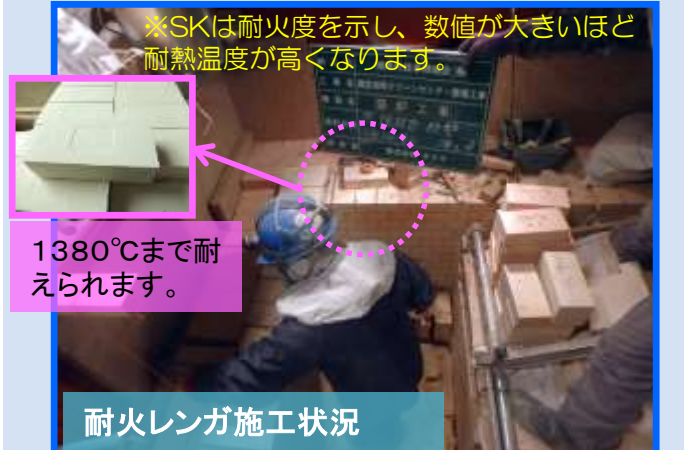 ※SKは耐火度を示し、数値が大きいほど
耐熱温度が高くなります。
1380℃まで耐
えられます。
耐火レンガ施工状況